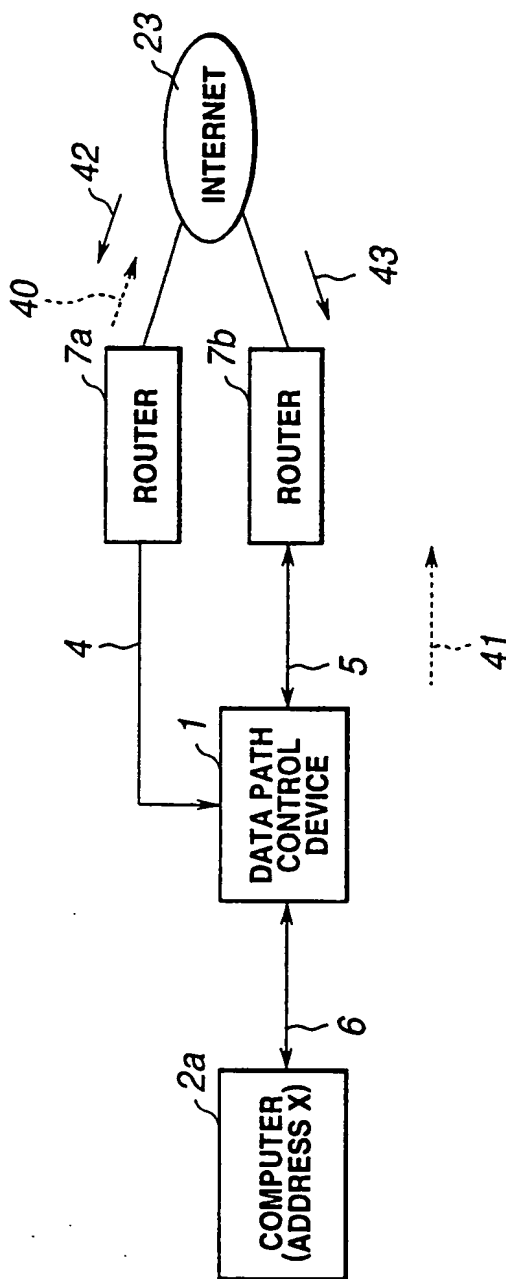 COMPUTER
(ADDRESS X)
2a
6
DATA PATH
CONTROL
DEVICE
1
4
5
41
ROUTER
7a
ROUTER
7b
40
42
43
INTERNET
23